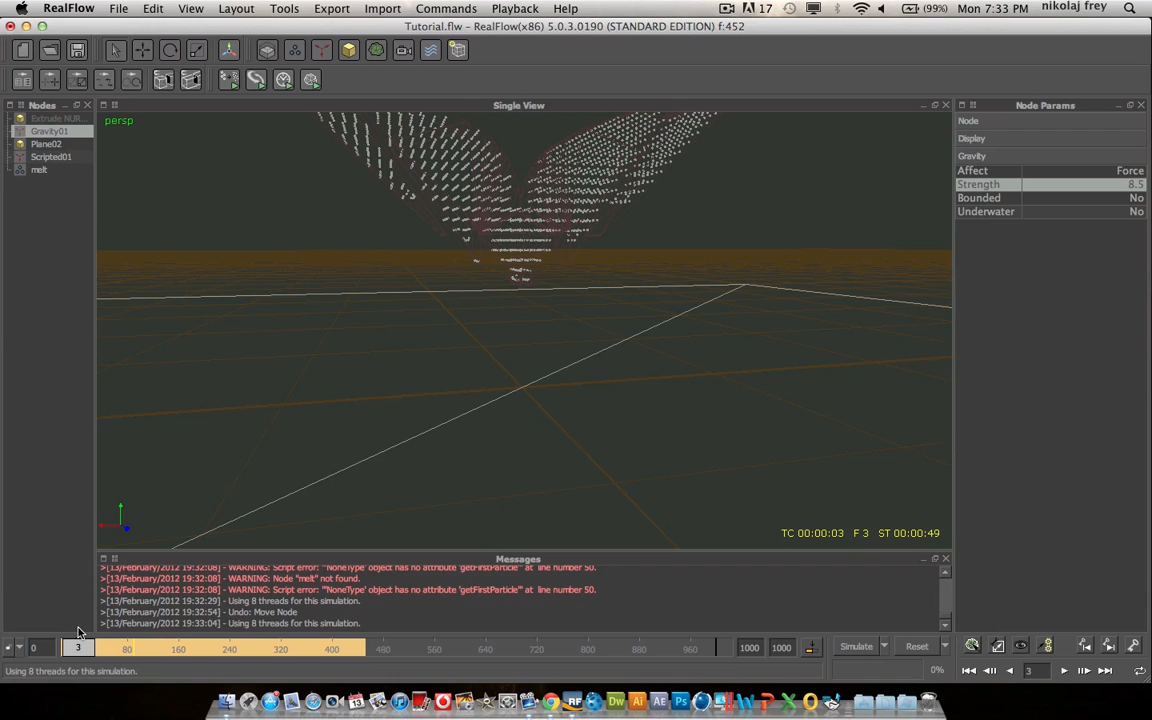 RealFlow File Edit View Layout Tools Export Import Commands Playback Help
17 (99%) Mon 7:33 PM nikolaj frey
Tutorial.flw - RealFlow(x86) 5.0.3.0190 (STANDARD EDITION) f:452
Nodes
Extrude NUR...
Gravity01
Plane02
Scripted01
melt
Single View
persp
TC 00:00:03 F 3 ST 00:00:49
Node Params
Node
Display
Gravity
Affect Force
Strength 8.5
Bounded No
Underwater No
Messages
>[13/February/2012 19:32:08] - WARNING: Script error: "'NoneType' object has no attribute 'getFirstParticle'" at line number 50.
>[13/February/2012 19:32:08] - WARNING: Node "melt" not found.
>[13/February/2012 19:32:08] - WARNING: Script error: "'NoneType' object has no attribute 'getFirstParticle'" at line number 50.
>[13/February/2012 19:32:29] - Using 8 threads for this simulation.
>[13/February/2012 19:32:54] - Undo: Move Node
>[13/February/2012 19:33:04] - Using 8 threads for this simulation.
0 3 80 160 240 320 400 480 560 640 720 800 880 960 1000 1000 Simulate Reset
Using 8 threads for this simulation. 0% 3